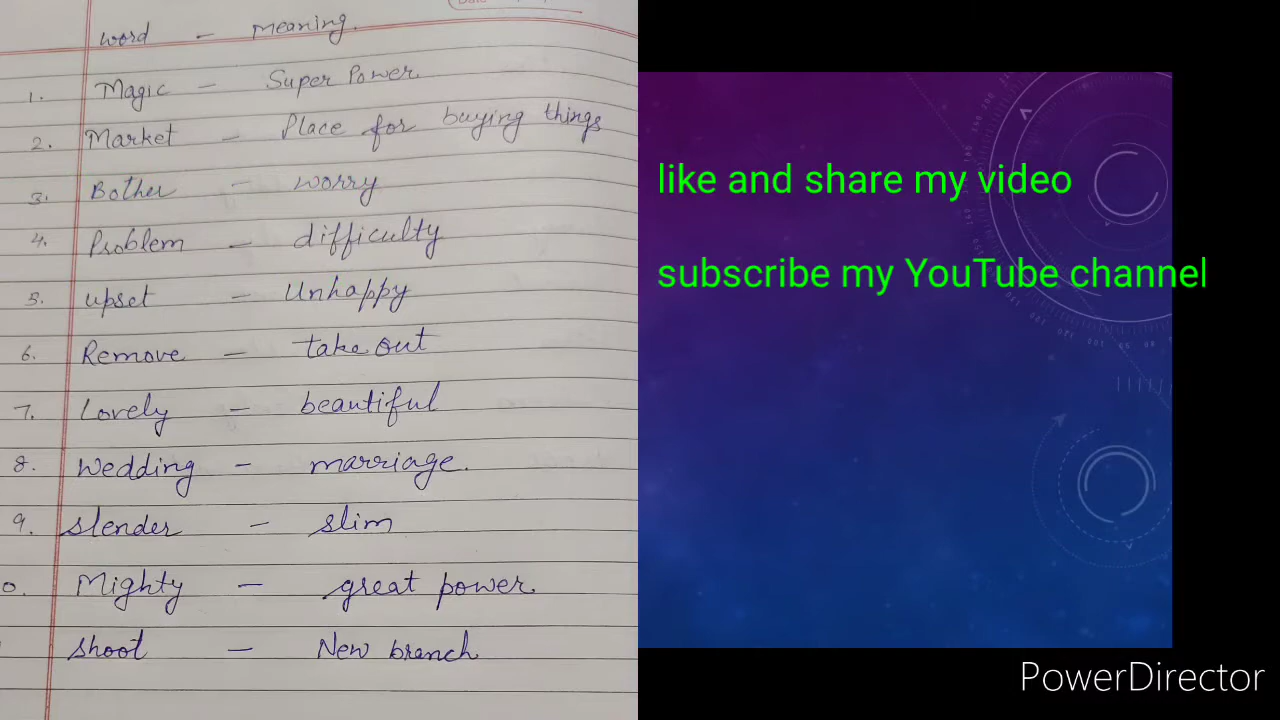 word - meaning.
1. Magic - Super Power.
2. Market - Place for buying things
3. Bother - worry
4. Problem - difficulty
5. upset - Unhappy
6. Remove - take out
7. Lovely - beautiful
8. Wedding - marriage.
9. slender - slim
0. Mighty - great power.
shoot - New branch
like and share my video
subscribe my YouTube channel
PowerDirector